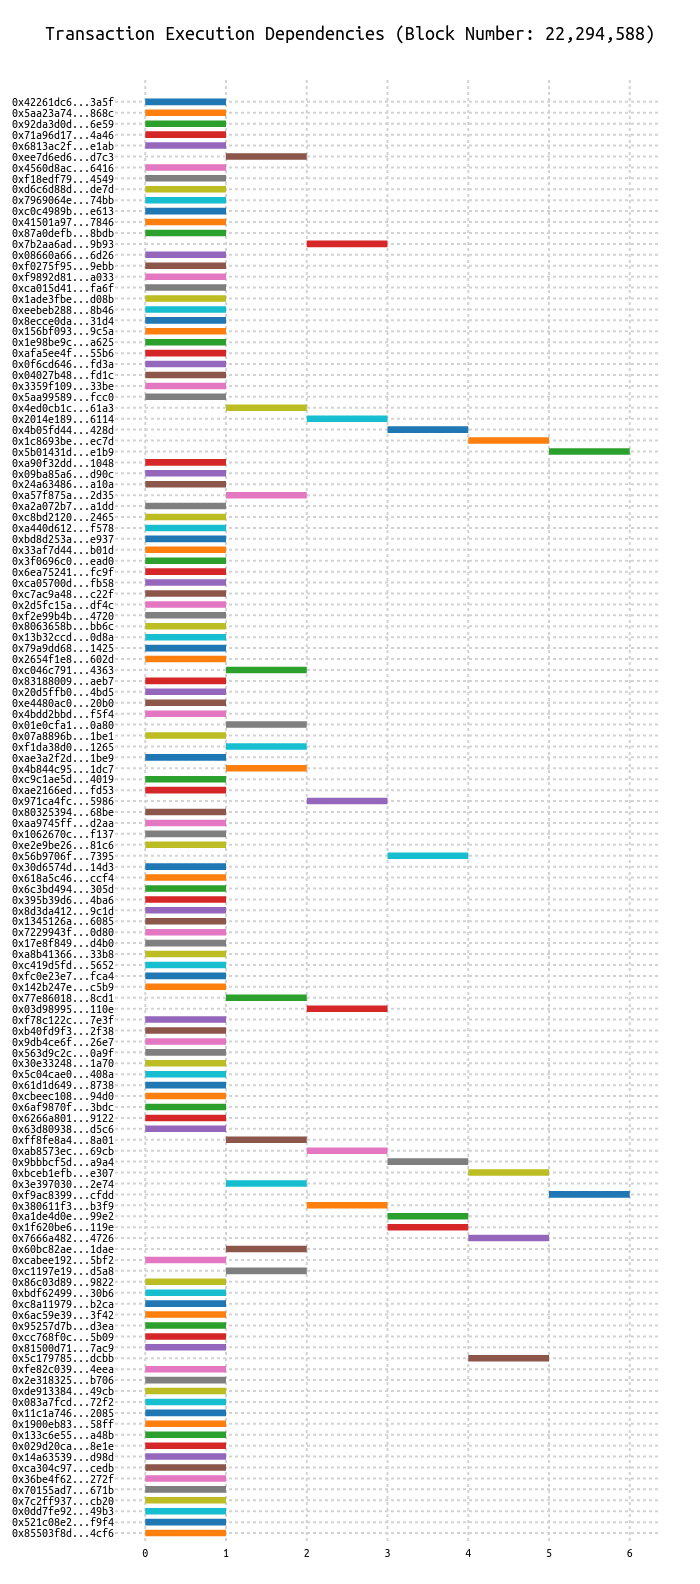 Transaction Execution Dependencies (Block Number: 22,294,588)
0x42261dc6...3a5f
0x5aa23a74...868c
0x92da3d0d...6e59
0x71a96d17...4a46
0x6813ac2f...e1ab
0xee7d6ed6...d7c3
0x4560d8ac...6416
0xf18edf79...4549
0xd6c6d88d...de7d
0x7969064e...74bb
0xc0c4989b...e613
0x41501a97...7846
0x87a0defb...8bdb
0x7b2aa6ad...9b93
0x08660a66...6d26
0xf0275f95...9ebb
0xf9892d81...a033
0xca015d41...fa6f
0x1ade3fbe...d08b
0xeebeb288...8b46
0x8ecce0da...31d4
0x156bf093...9c5a
0x1e98be9c...a625
0xafa5ee4f...55b6
0x0f6cd646...fd3a
0x04027b48...fd1c
0x3359f109...33be
0x5aa99589...fcc0
0x4ed0cb1c...61a3
0x2014e189...6114
0x4b05fd44...428d
0x1c8693be...ec7d
0x5b01431d...e1b9
0xa90f32dd...1048
0x09ba85a6...d90c
0x24a63486...a10a
0xa57f875a...2d35
0xa2a072b7...a1dd
0xc8bd2120...2465
0xa440d612...f578
0xbd8d253a...e937
0x33af7d44...b01d
0x3f0696c0...ead0
0x6ea75241...fc9f
0xca05700d...fb58
0xc7ac9a48...c22f
0x2d5fc15a...df4c
0xf2e99b4b...4720
0x8063658b...bb6c
0x13b32ccd...0d8a
0x79a9dd68...1425
0x2654f1e8...602d
0xc046c791...4363
0x83188009...aeb7
0x20d5ffb0...4bd5
0xe4480ac0...20b0
0x4bdd2bbd...f5f4
0x01e0cfa1...0a80
0x07a8896b...1be1
0xf1da38d0...1265
0xae3a2f2d...1be9
0x4b844c95...1dc7
0xc9c1ae5d...4019
0xae2166ed...fd53
0x971ca4fc...5986
0x80325394...68be
0xaa9745ff...d2aa
0x1062670c...f137
0xe2e9be26...81c6
0x56b9706f...7395
0x30d6574d...14d3
0x618a5c46...ccf4
0x6c3bd494...305d
0x395b39d6...4ba6
0x8d3da412...9c1d
0x1345126a...6085
0x7229943f...0d80
0x17e8f849...d4b0
0xa8b41366...33b8
0xc419d5fd...5652
0xfc0e23e7...fca4
0x142b247e...c5b9
0x77e86018...8cd1
0x03d98995...110e
0xf78c122c...7e3f
0xb40fd9f3...2f38
0x9db4ce6f...26e7
0x563d9c2c...0a9f
0x30e33248...1a70
0x5c04cae0...408a
0x61d1d649...8738
0xcbeec108...94d0
0x6af9870f...3bdc
0x6266a801...9122
0x63d80938...d5c6
0xff8fe8a4...8a01
0xab8573ec...69cb
0x9bbbcf5d...a9a4
0xbceb1efb...e307
0x3e397030...2e74
0xf9ac8399...cfdd
0x380611f3...b3f9
0xa1de4d0e...99e2
0x1f620be6...119e
0x7666a482...4726
0x60bc82ae...1dae
0xcabee192...5bf2
0xc1197e19...d5a8
0x86c03d89...9822
0xbdf62499...30b6
0xc8a11979...b2ca
0x6ac59e39...3f42
0x95257d7b...d3ea
0xcc768f0c...5b09
0x81500d71...7ac9
0x5c179785...dcbb
0xfe82c039...4eea
0x2e318325...b706
0xde913384...49cb
0x083a7fcd...72f2
0x11c1a746...2085
0x1900eb83...58ff
0x133c6e55...a48b
0x029d20ca...8e1e
0x14a63539...d98d
0xca304c97...cedb
0x36be4f62...272f
0x70155ad7...671b
0x7c2ff937...cb20
0x0dd7fe92...49b3
0x521c08e2...f9f4
0x85503f8d...4cf6
0 1 2 3 4 5 6